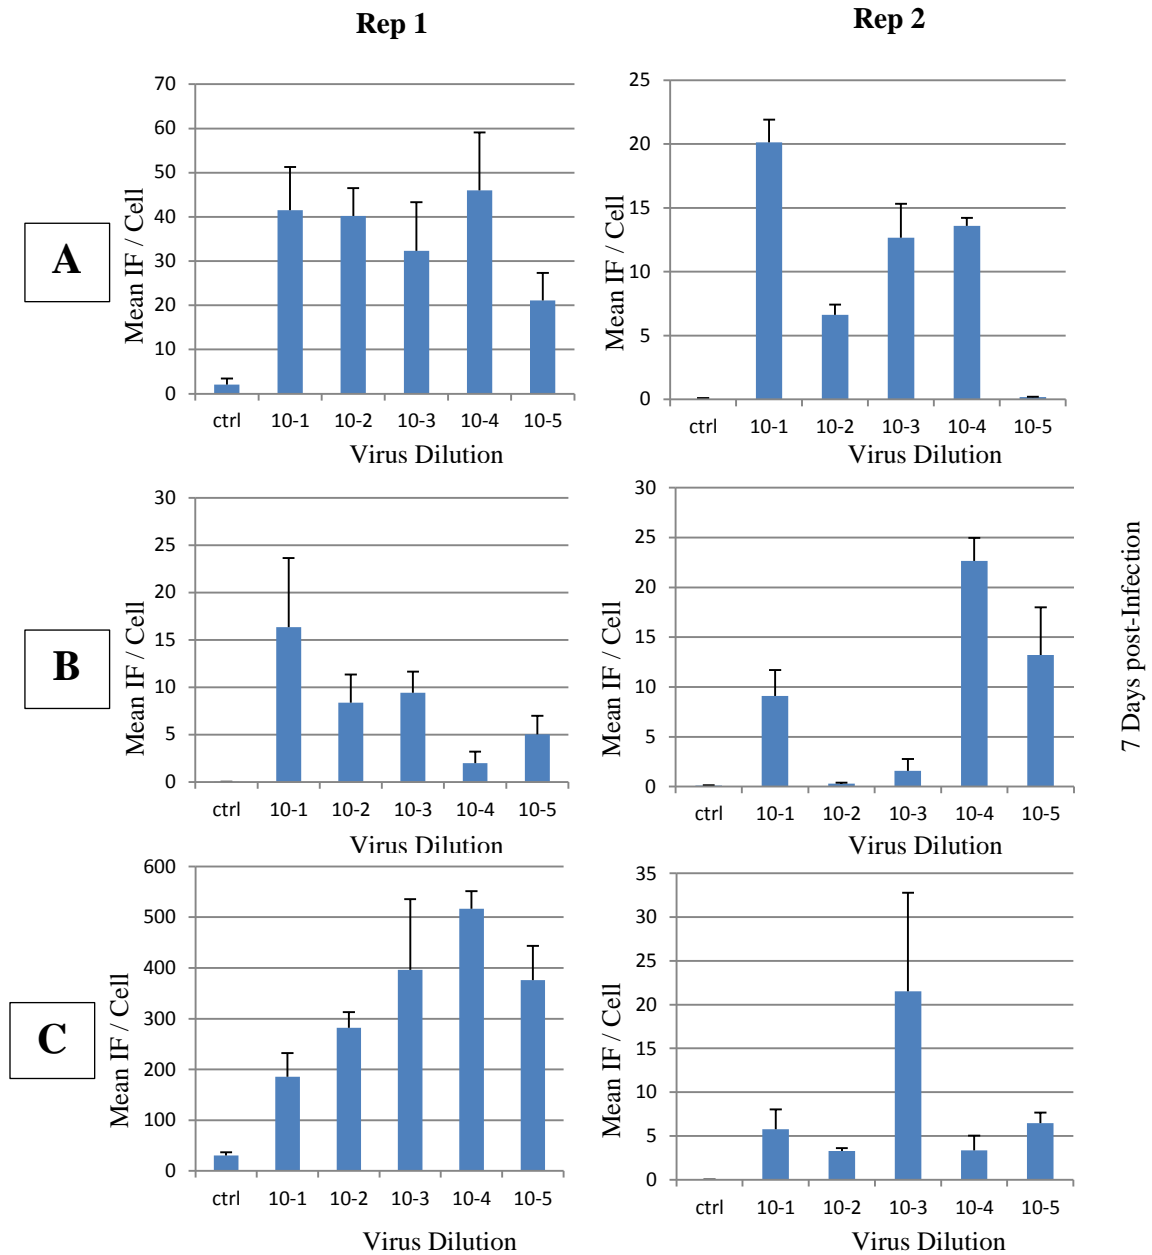 Rep 1
Rep 2
A
Mean IF / Cell
70
60
50
40
30
20
10
0
ctrl 10-1 10-2 10-3 10-4 10-5
Virus Dilution
Mean IF / Cell
25
20
15
10
5
0
ctrl 10-1 10-2 10-3 10-4 10-5
Virus Dilution
B
Mean IF / Cell
30
25
20
15
10
5
0
ctrl 10-1 10-2 10-3 10-4 10-5
Virus Dilution
Mean IF / Cell
30
25
20
15
10
5
0
ctrl 10-1 10-2 10-3 10-4 10-5
Virus Dilution
7 Days post-Infection
C
Mean IF / Cell
600
500
400
300
200
100
0
ctrl 10-1 10-2 10-3 10-4 10-5
Virus Dilution
Mean IF / Cell
35
30
25
20
15
10
5
0
ctrl 10-1 10-2 10-3 10-4 10-5
Virus Dilution